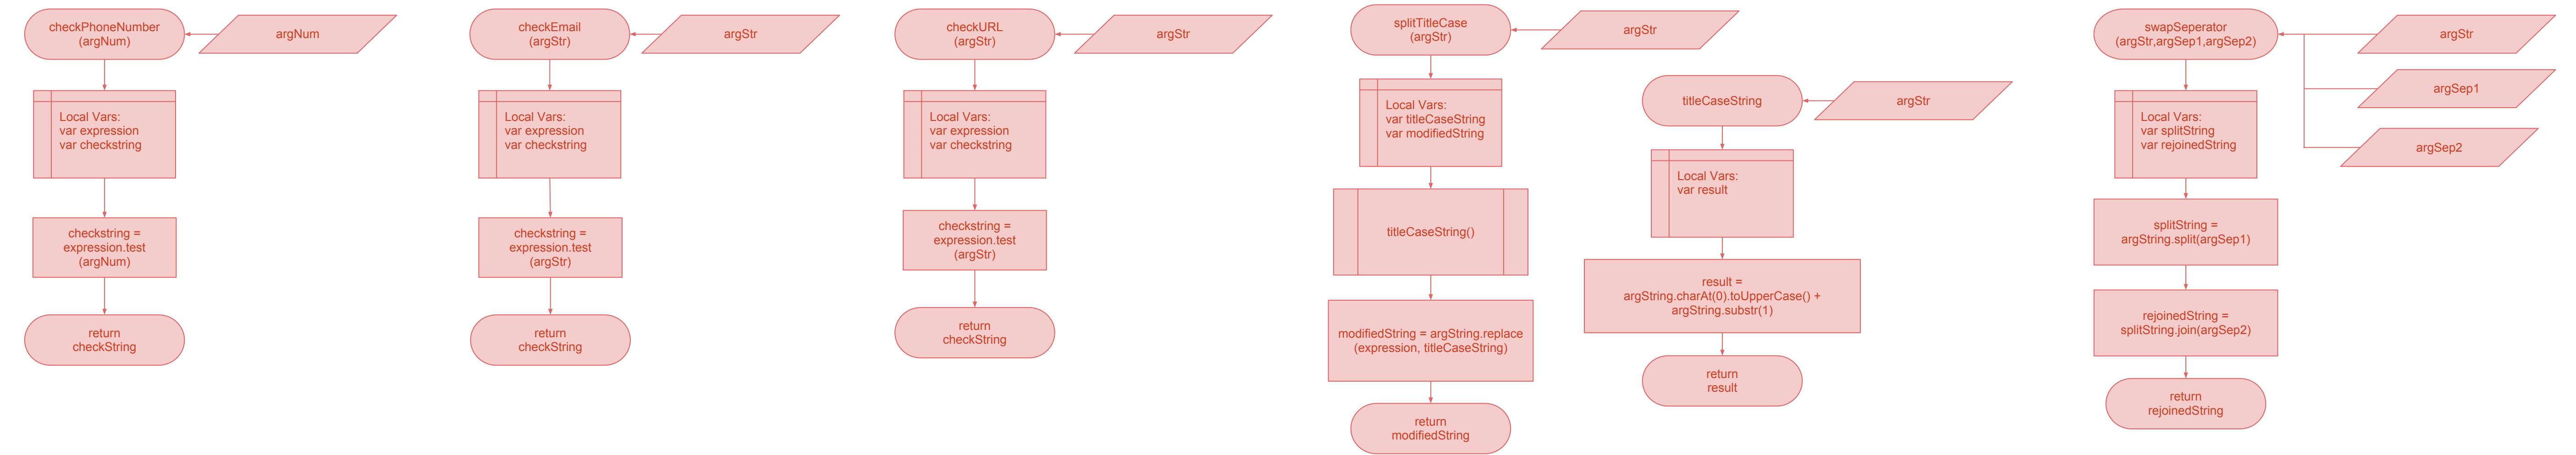 checkPhoneNumber
(argNum)
argNum
Local Vars:
var expression
var checkstring
checkstring =
expression.test
(argNum)
return
checkString
checkEmail
(argStr)
argStr
Local Vars:
var expression
var checkstring
checkstring =
expression.test
(argStr)
return
checkString
checkURL
(argStr)
argStr
Local Vars:
var expression
var checkstring
checkstring =
expression.test
(argStr)
return
checkString
splitTitleCase
(argStr)
argStr
Local Vars:
var titleCaseString
var modifiedString
titleCaseString()
modifiedString = argString.replace
(expression, titleCaseString)
return
modifiedString
titleCaseString
argStr
Local Vars:
var result
result =
argString.charAt(0).toUpperCase() +
argString.substr(1)
return
result
swapSeperator
(argStr,argSep1,argSep2)
argStr
argSep1
argSep2
Local Vars:
var splitString
var rejoinedString
splitString =
argString.split(argSep1)
rejoinedString =
splitString.join(argSep2)
return
rejoinedString